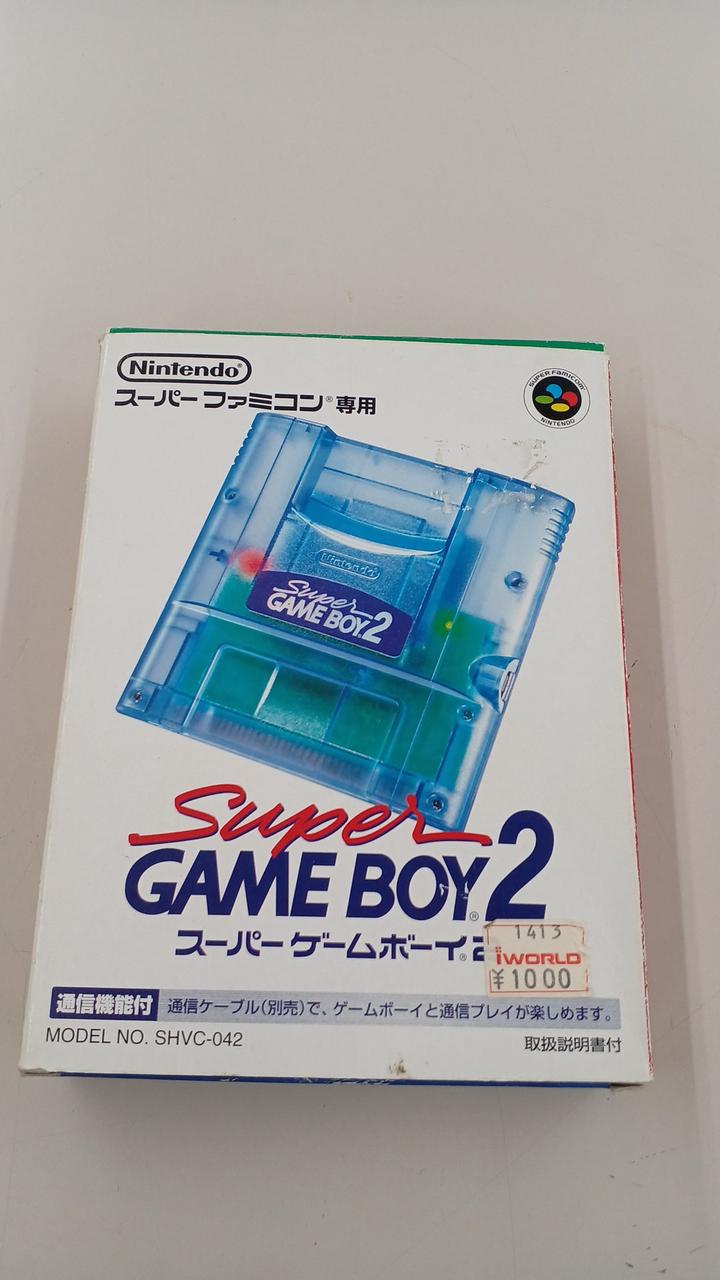 Nintendo®
スーパーファミコン®専用
SUPER FAMICOM
NINTENDO
Nintendo
Super
GAME BOY.2
Super
GAME BOY®2
スーパーゲームボーイ®2
1413
iWORLD
¥1000
通信機能付 通信ケーブル(別売)で、ゲームボーイと通信プレイが楽しめます。
MODEL NO. SHVC-042
取扱説明書付